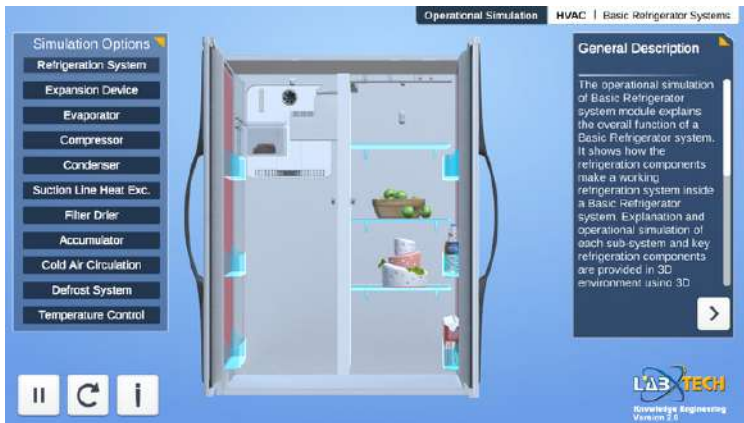 Operational Simulation
HVAC | Basic Refrigerator Systems
Simulation Options
Refrigeration System
Expansion Device
Evaporator
Compressor
Condenser
Suction Line Heat Exc.
Filter Drier
Accumulator
Cold Air Circulation
Defrost System
Temperature Control
General Description
The operational simulation
of Basic Refrigerator
system module explains
the overall function of a
Basic Refrigerator system.
It shows how the
refrigeration components
make a working
refrigeration system inside
a Basic Refrigerator
system. Explanation and
operational simulation of
each sub-system and key
refrigeration components
are provided in 3D
environment using 3D
LABTECH
Knowledge Engineering
Version 2.0